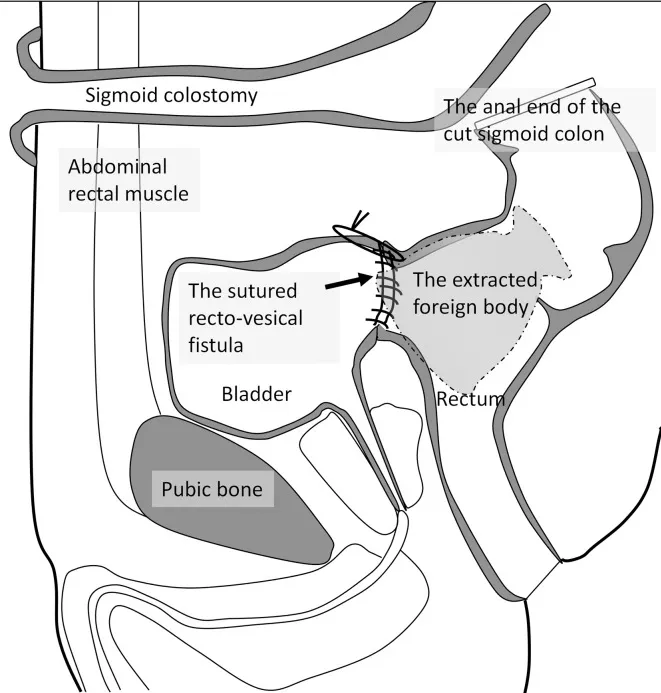 Sigmoid colostomy
The anal end of the
cut sigmoid colon
Abdominal
rectal muscle
The sutured
recto-vesical
fistula
The extracted
foreign body
Bladder
Rectum
Pubic bone